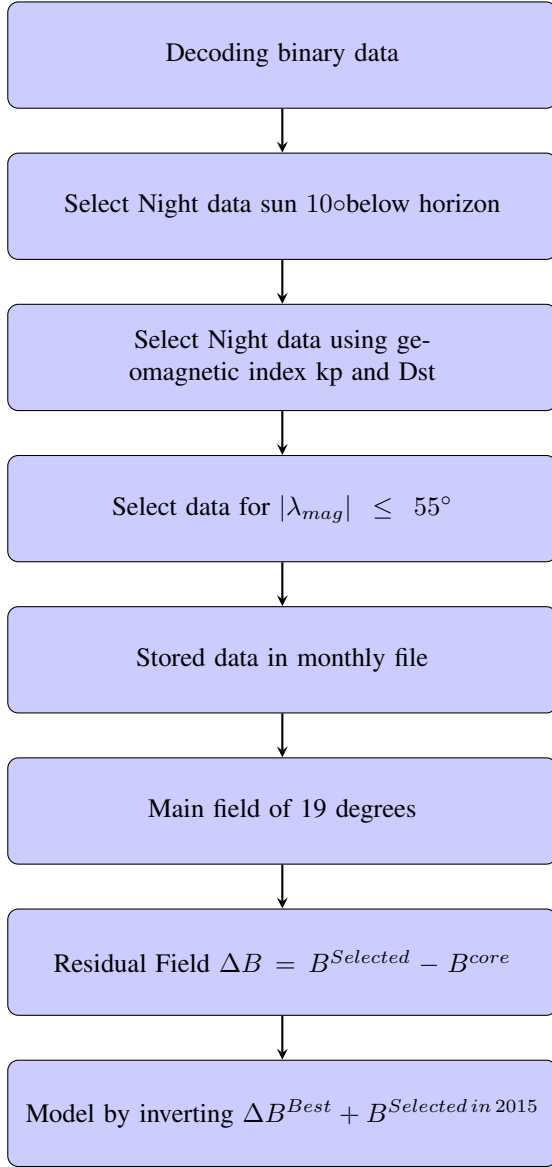 Decoding binary data
Select Night data sun 10∘below horizon
Select Night data using ge-
omagnetic index kp and Dst
Select data for |λ_{mag}| ≤ 55°
Stored data in monthly file
Main field of 19 degrees
Residual Field ΔB = B^{Selected} − B^{core}
Model by inverting ΔB^{Best} + B^{Selected in 2015}